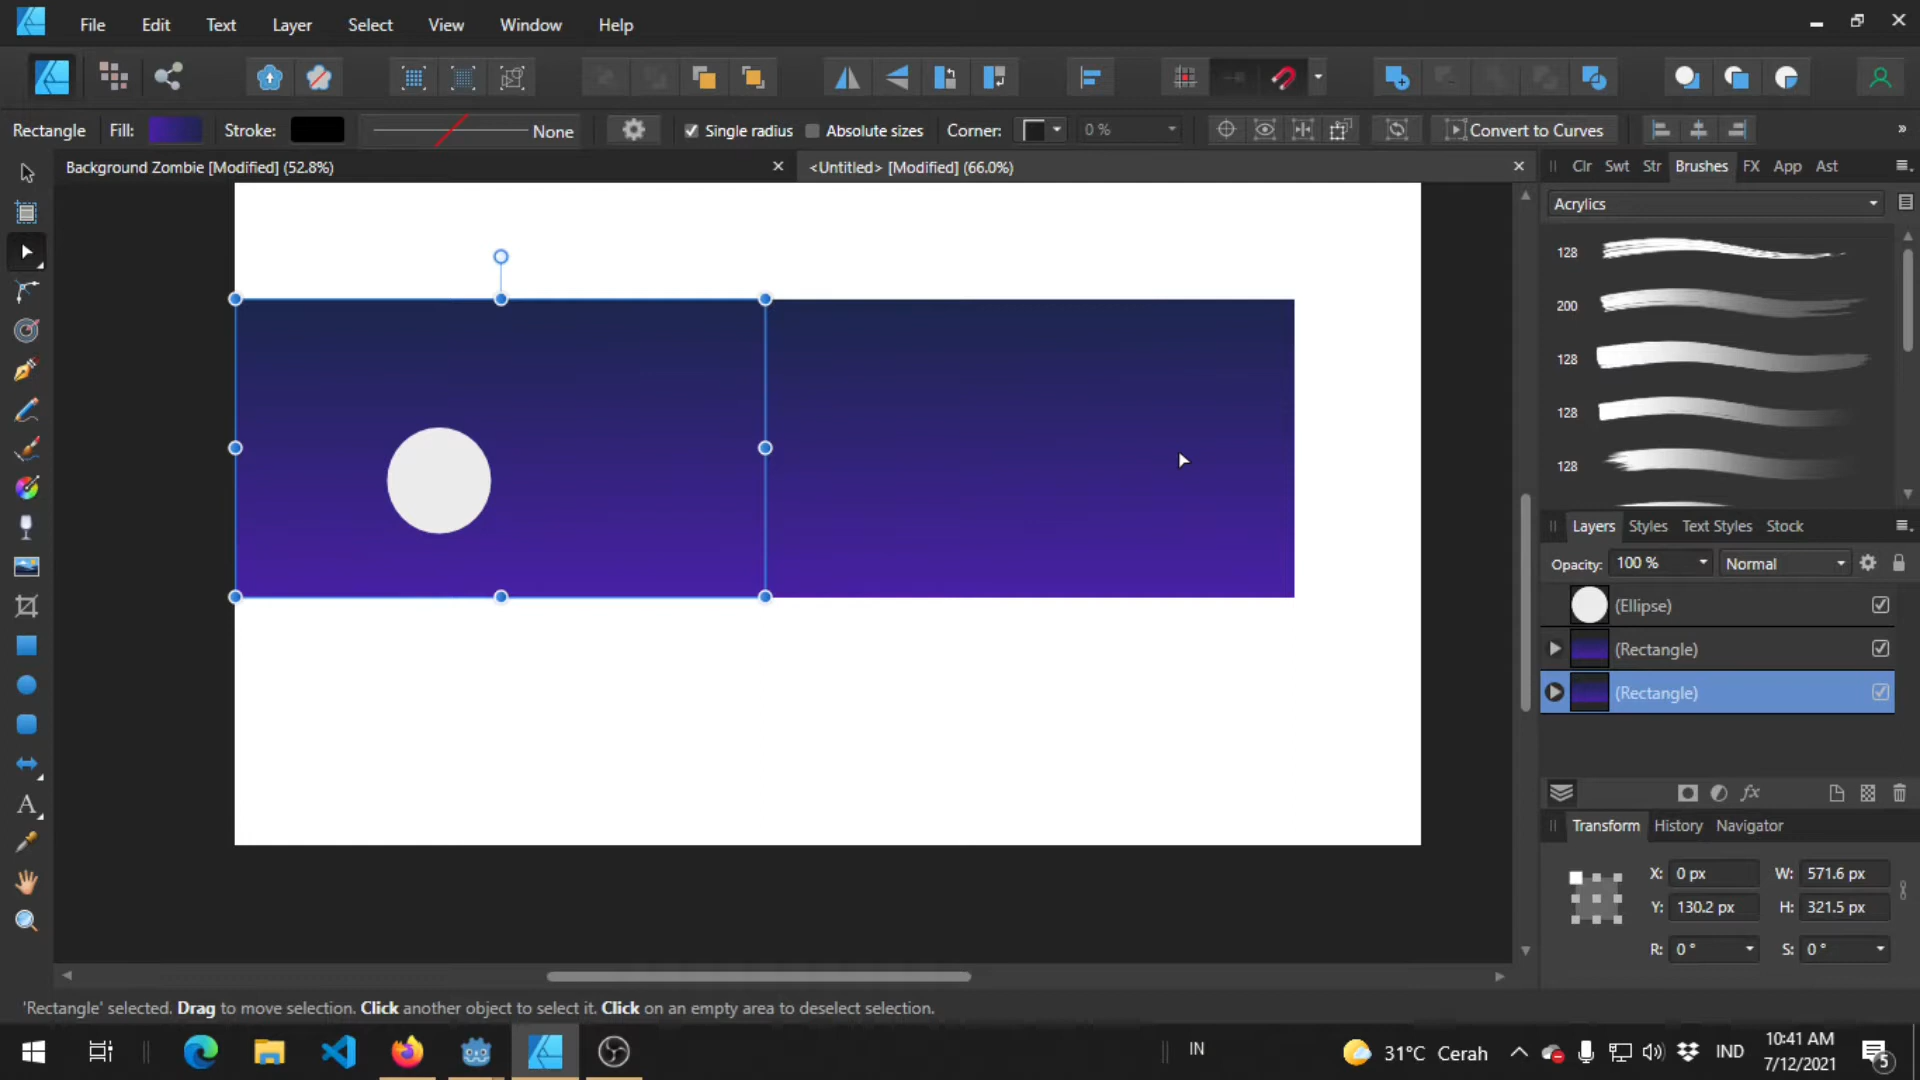 File Edit Text Layer Select View Window Help
Rectangle Fill: Stroke: None Single radius Absolute sizes Corner: 0 % Convert to Curves
Background Zombie [Modified] (52.8%) <Untitled> [Modified] (66.0%)
Clr Swt Str Brushes FX App Ast
Acrylics
128
200
128
128
128
Layers Styles Text Styles Stock
Opacity: 100 % Normal
(Ellipse)
(Rectangle)
(Rectangle)
fx
Transform History Navigator
X: 0 px W: 571.6 px
Y: 130.2 px H: 321.5 px
R: 0 ° S: 0 °
'Rectangle' selected. Drag to move selection. Click another object to select it. Click on an empty area to deselect selection.
IN 31°C Cerah IND 10:41 AM
7/12/2021 5